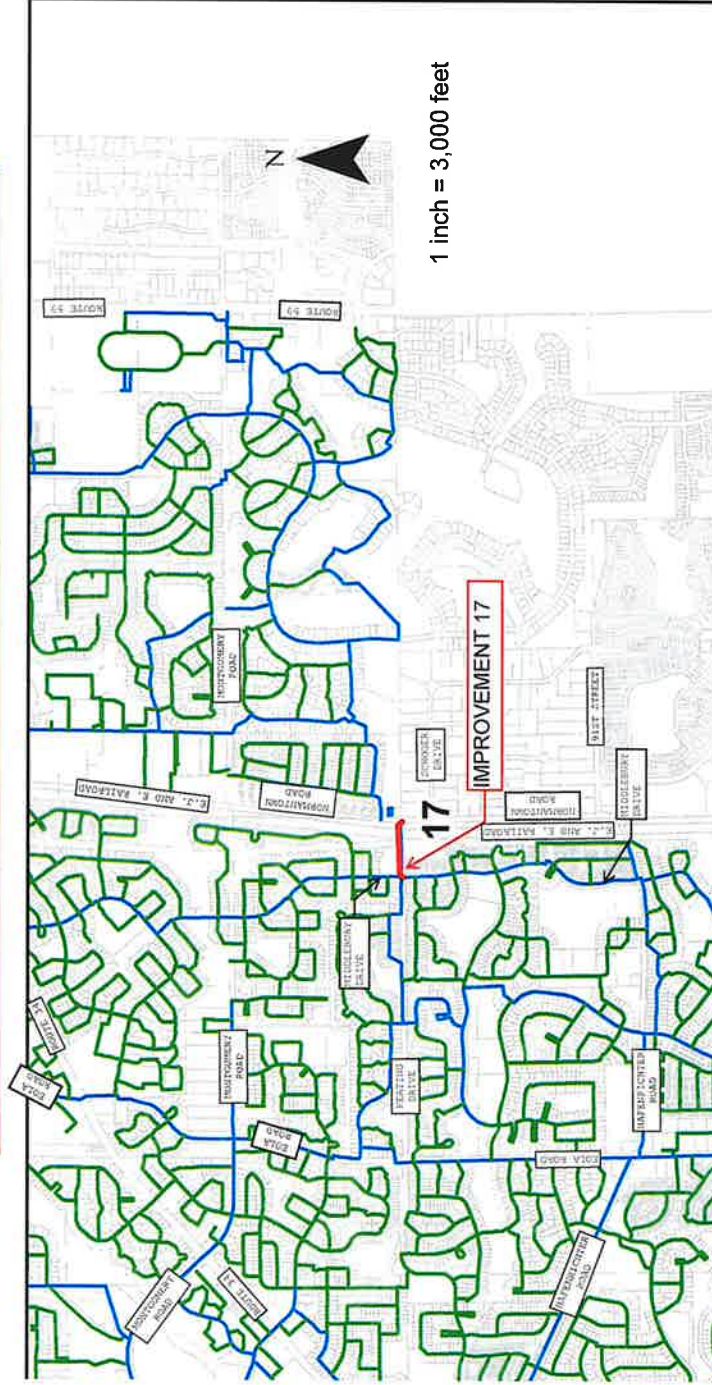 ROUTE 34
EOLA
ROAD
MONTGOMERY
ROAD
ROUTE 34
MONTGOMERY
ROAD
EOLA
ROAD
E.J. AND E. RAILROAD
NORMANTOWN
ROAD
MONTGOMERY
ROAD
ROUTE 59
ROUTE 59
N
1 inch = 3,000 feet
MIDDLEBURY
DRIVE
KEATING
DRIVE
17
SCHOGER
DRIVE
IMPROVEMENT 17
E.J. AND E. RAILROAD
NORMANTOWN
ROAD
91ST STREET
MIDDLEBURY
DRIVE
EOLA ROAD
HAFENRICHTER
ROAD
HAFENRICHTER
ROAD